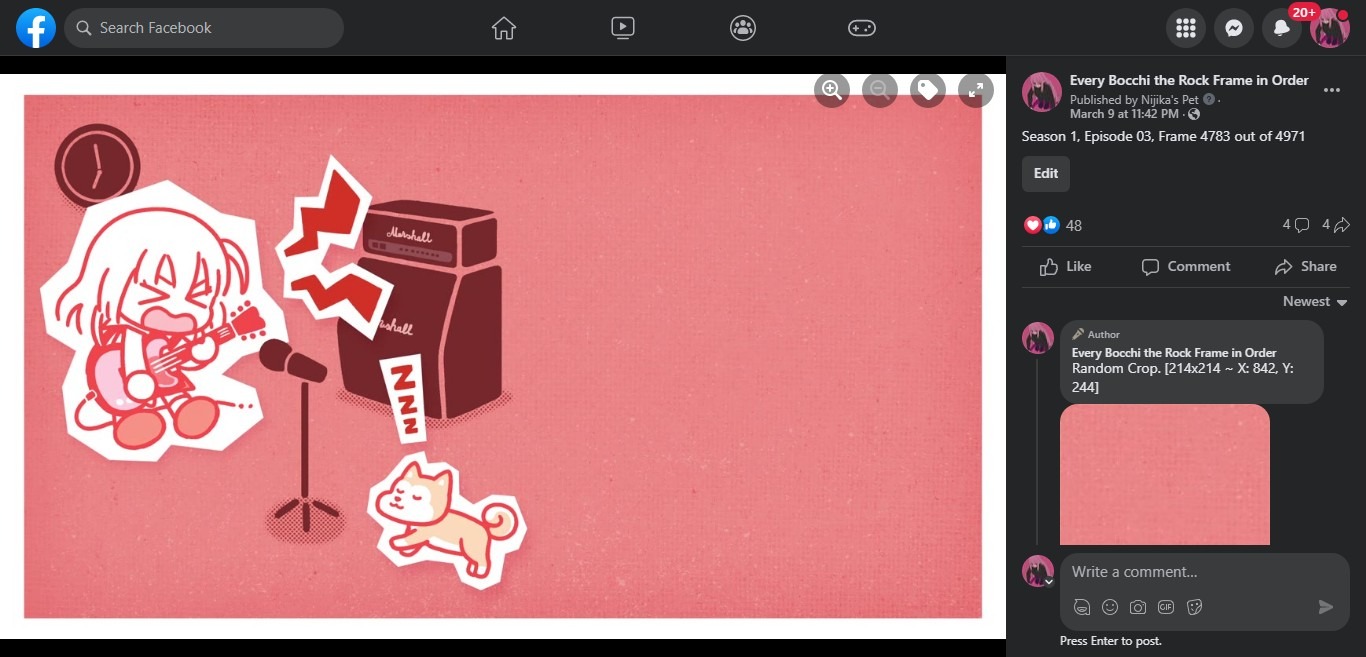 Search Facebook
20+
Marshall
Marshall
NNN
Every Bocchi the Rock Frame in Order
Published by Nijika's Pet ·
March 9 at 11:42 PM ·
Season 1, Episode 03, Frame 4783 out of 4971
Edit
48
4
4
Like
Comment
Share
Newest
Author
Every Bocchi the Rock Frame in Order
Random Crop. [214x214 ~ X: 842, Y:
244]
Write a comment...
GIF
Press Enter to post.